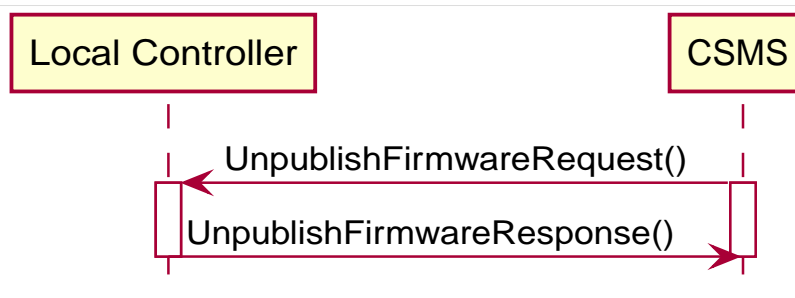 Local Controller
CSMS
UnpublishFirmwareRequest()
UnpublishFirmwareResponse()